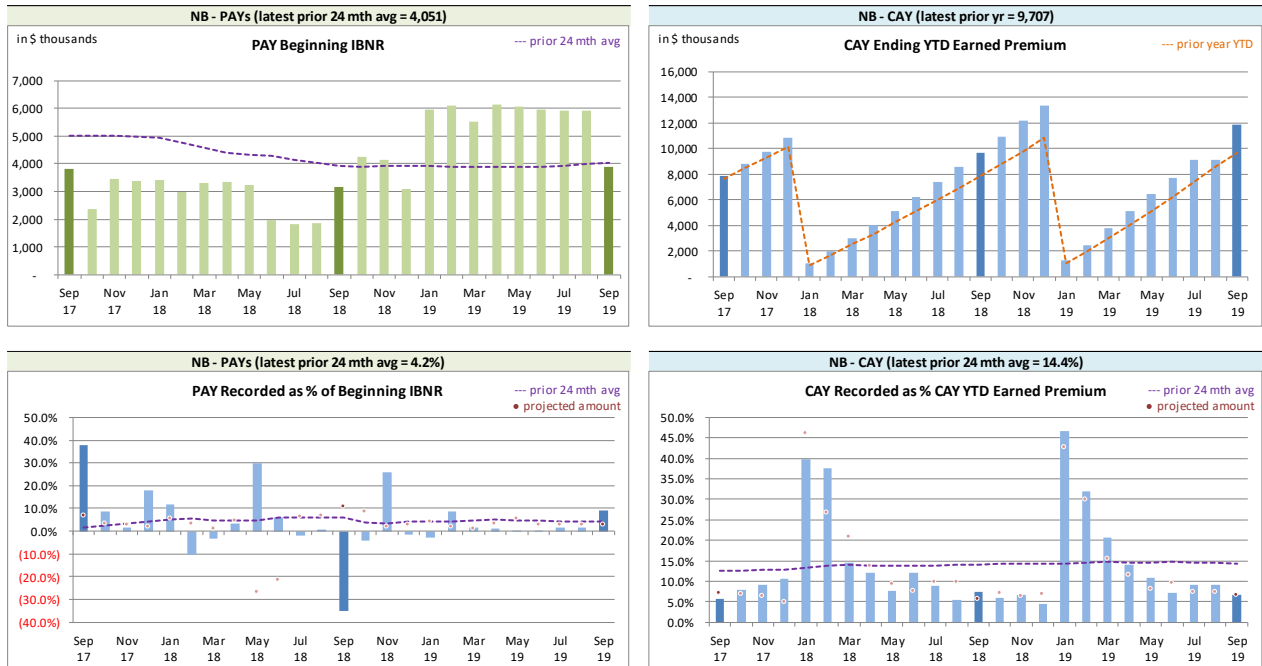 NB - PAYs (latest prior 24 mth avg = 4,051)
in $ thousands
PAY Beginning IBNR
--- prior 24 mth avg
7,000
6,000
5,000
4,000
3,000
2,000
1,000
-
Sep Nov Jan Mar May Jul Sep Nov Jan Mar May Jul Sep
17 17 18 18 18 18 18 18 19 19 19 19 19
NB - CAY (latest prior yr = 9,707)
in $ thousands
CAY Ending YTD Earned Premium
--- prior year YTD
16,000
14,000
12,000
10,000
8,000
6,000
4,000
2,000
-
Sep Nov Jan Mar May Jul Sep Nov Jan Mar May Jul Sep
17 17 18 18 18 18 18 18 19 19 19 19 19
NB - PAYs (latest prior 24 mth avg = 4.2%)
PAY Recorded as % of Beginning IBNR
--- prior 24 mth avg
• projected amount
50.0%
40.0%
30.0%
20.0%
10.0%
0.0%
(10.0%)
(20.0%)
(30.0%)
(40.0%)
Sep Nov Jan Mar May Jul Sep Nov Jan Mar May Jul Sep
17 17 18 18 18 18 18 18 19 19 19 19 19
NB - CAY (latest prior 24 mth avg = 14.4%)
CAY Recorded as % CAY YTD Earned Premium
--- prior 24 mth avg
• projected amount
50.0%
45.0%
40.0%
35.0%
30.0%
25.0%
20.0%
15.0%
10.0%
5.0%
0.0%
Sep Nov Jan Mar May Jul Sep Nov Jan Mar May Jul Sep
17 17 18 18 18 18 18 18 19 19 19 19 19